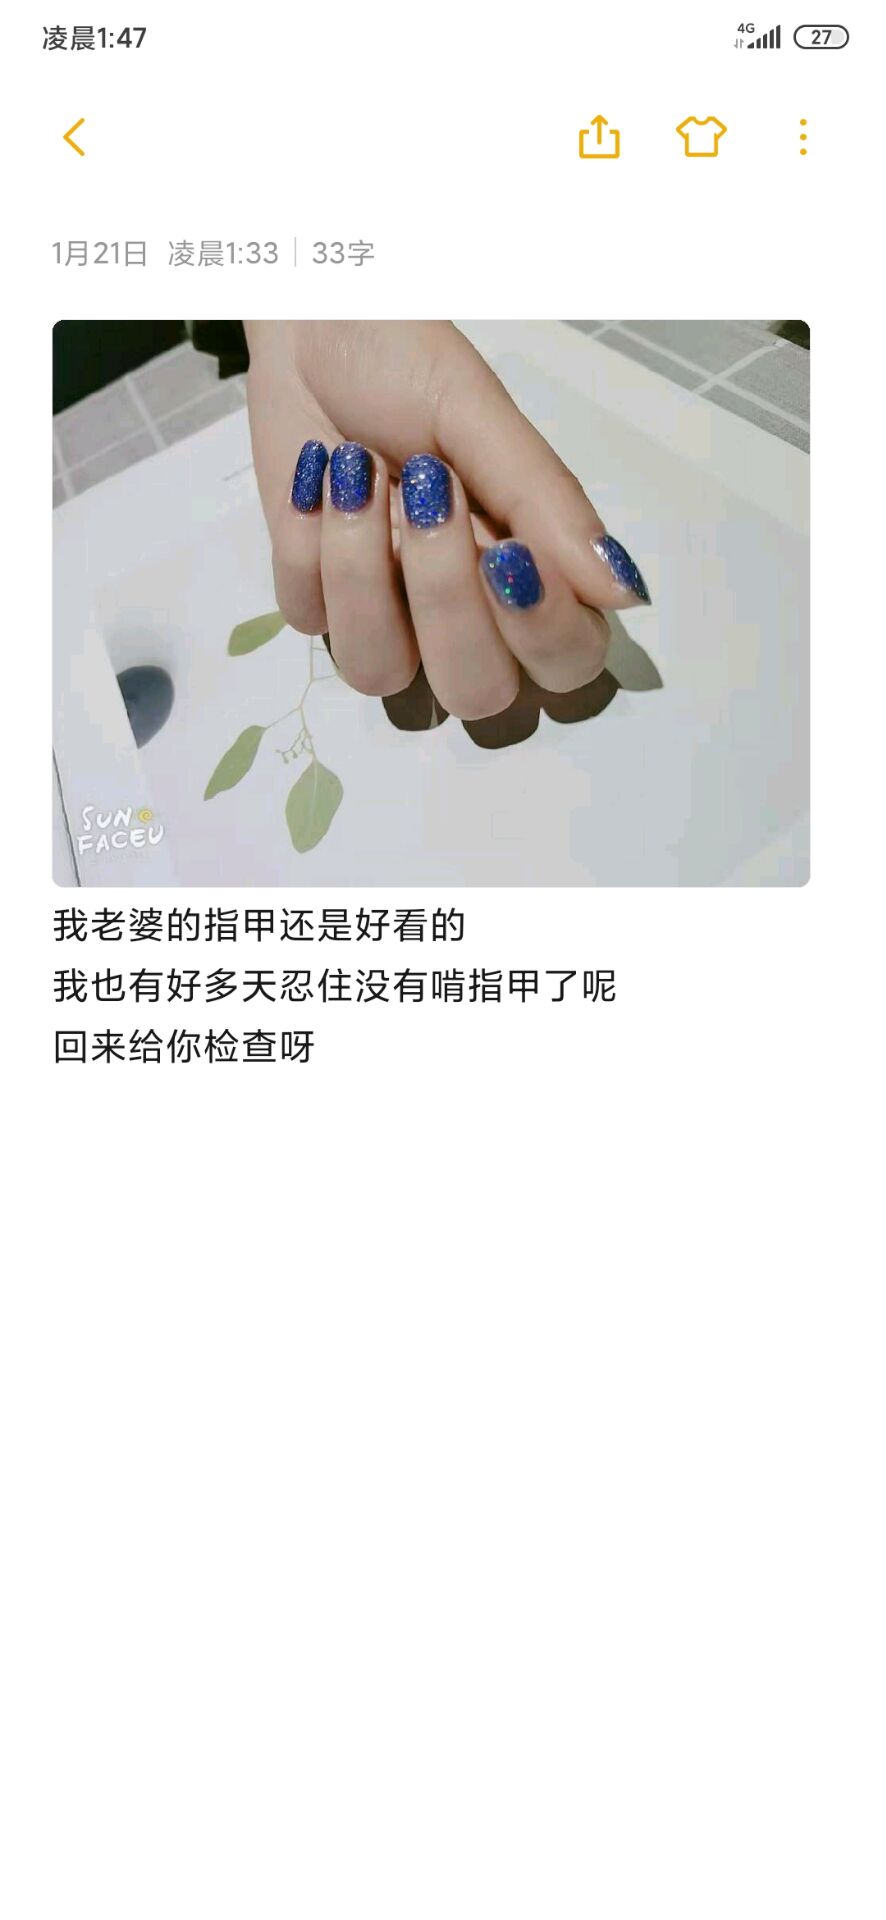 凌晨1:47
4G
27
1月21日 凌晨1:33 | 33字
SUN
FACEU
我老婆的指甲还是好看的
我也有好多天忍住没有啃指甲了呢
回来给你检查呀